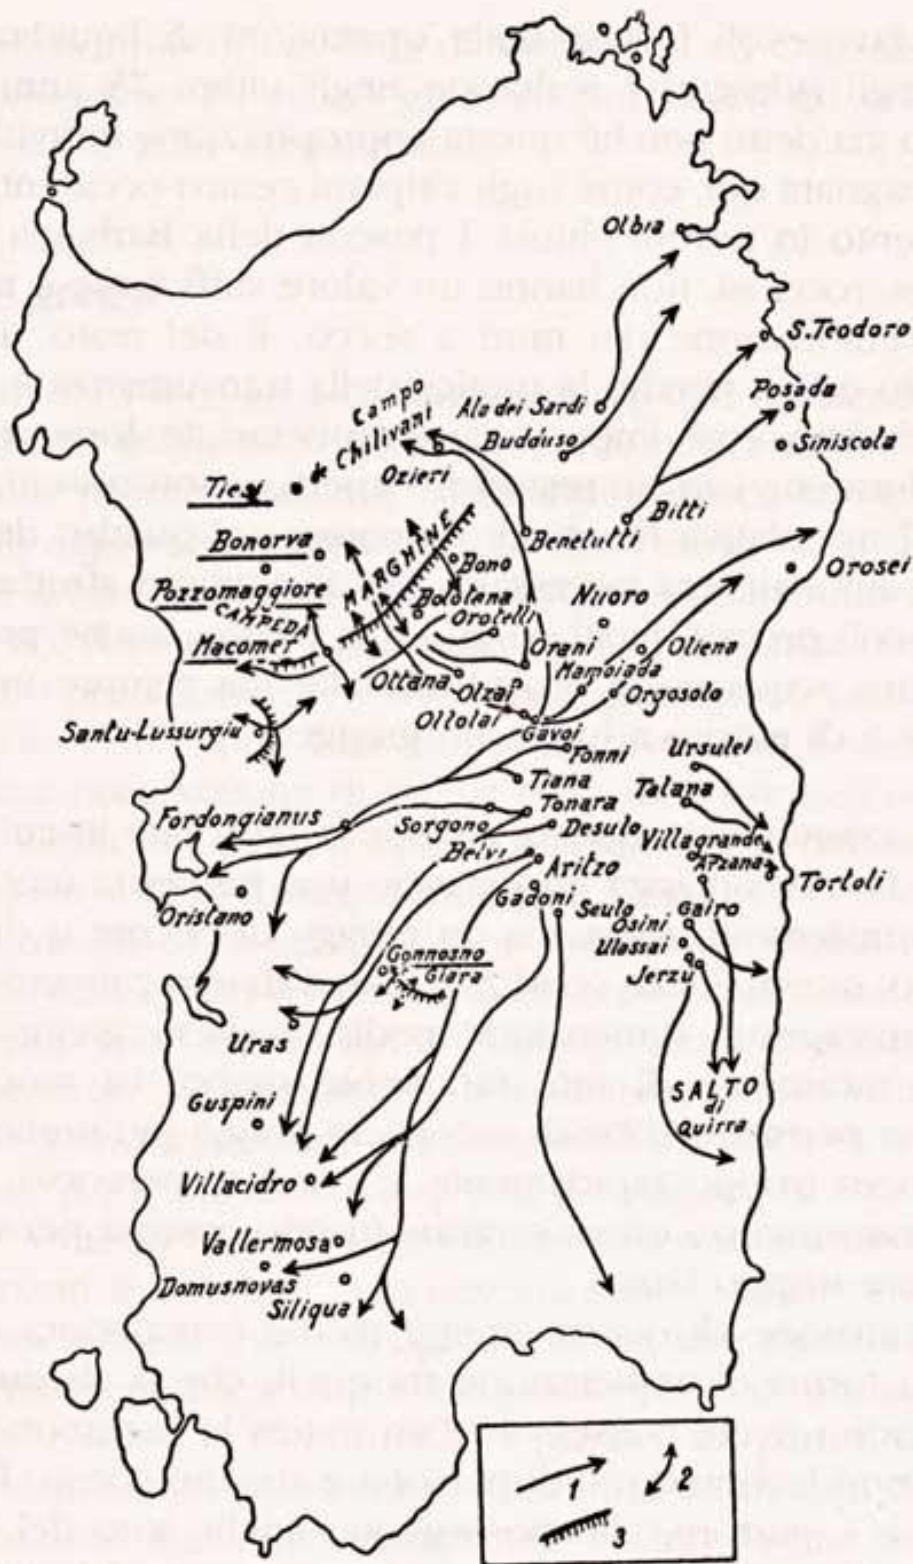 Olbia
S. Teodoro
Posada
Siniscola
Campo
de Chilivani
Ozieri
Ala dei Sardi
Budduso
Tiesi
Bitti
Benetutti
Bonorva
MARGHINE
Bono
Orosei
Pozzomaggiore
Bolotana
Nuoro
CAMPEDA
Orotelli
Macomer
Orani
Oliena
Ottana
Olzai
Mamoiada
Orgosolo
Ollolai
Gavoi
Santu-Lussurgiu
Fonni
Ursulei
Tiana
Talana
Fordongianus
Sorgono
Tonara
Desulo
Villagrande
Belvi
Aritzo
Arzana
Tortoli
Oristano
Gadoni
Seulo
Gairo
Osini
Ulassai
Jerzu
Gonnosno
Giara
Uras
SALTO
di
Quirra
Guspini
Villacidro
Vallermosa
Domusnovas
Siliqua
1
2
3